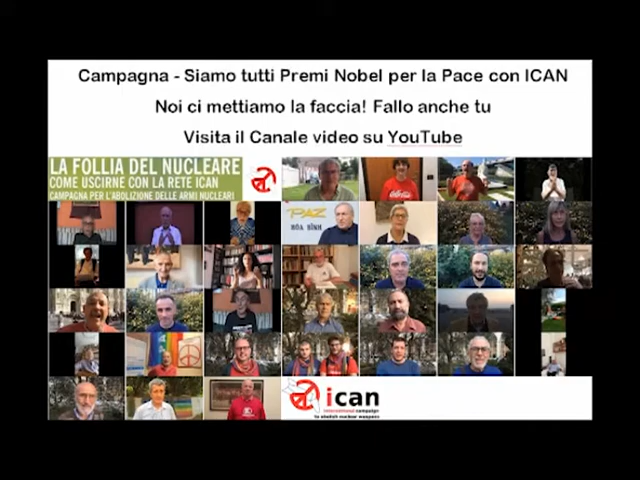 Campagna - Siamo tutti Premi Nobel per la Pace con ICAN
Noi ci mettiamo la faccia! Fallo anche tu
Visita il Canale video su YouTube
LA FOLLIA DEL NUCLEARE
COME USCIRNE CON LA RETE ICAN
CAMPAGNA PER L'ABOLIZIONE DELLE ARMI NUCLEARI
PAZ
HÒA BÌNH
ican
international campaign
to abolish nuclear weapons